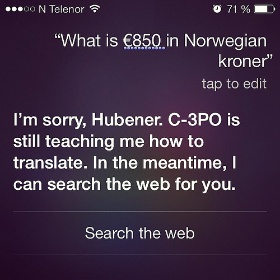 N Telenor 71 %
“What is €850 in Norwegian
kroner”
tap to edit
I'm sorry, Hubener. C-3PO is
still teaching me how to
translate. In the meantime, I
can search the web for you.
Search the web